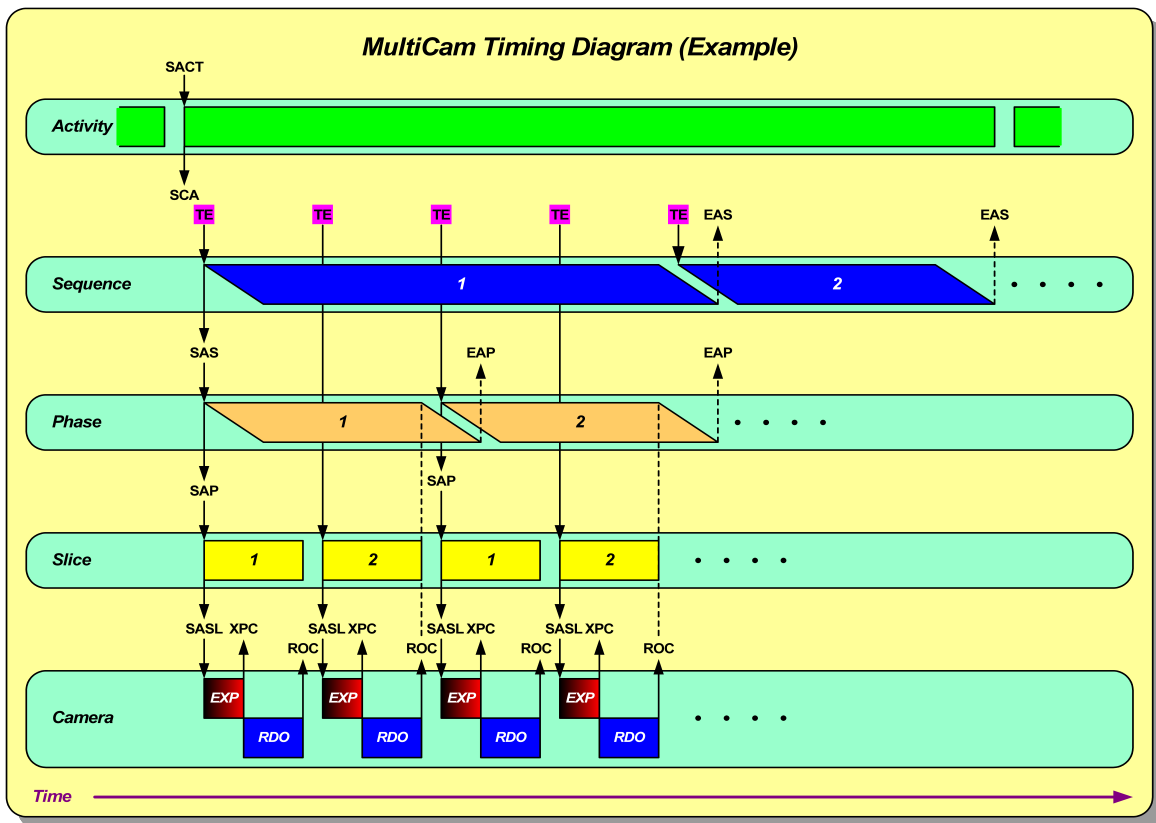 MultiCam Timing Diagram (Example)
SACT
Activity
SCA
TE TE TE TE TE EAS EAS
Sequence 1 2
SAS EAP EAP
Phase 1 2
SAP SAP
Slice 1 2 1 2
SASL XPC SASL XPC SASL XPC SASL XPC
ROC ROC ROC ROC
EXP EXP EXP EXP
Camera
RDO RDO RDO RDO
Time